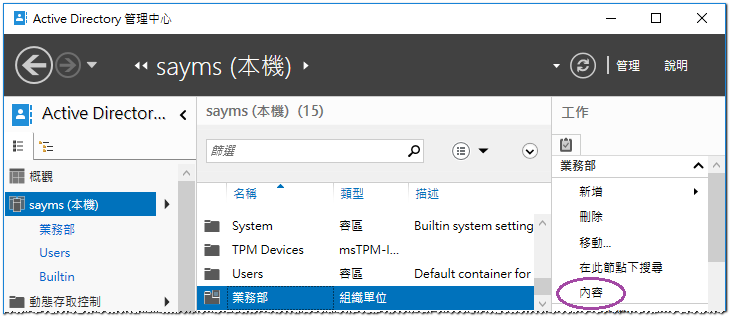 Active Directory 管理中心
sayms (本機)
管理
說明
Active Director...
概觀
sayms (本機)
業務部
Users
Builtin
動態存取控制
sayms (本機) (15)
篩選
名稱 類型 描述
System 容區 Builtin system setting
TPM Devices msTPM-I...
Users 容區 Default container for
業務部 組織單位
工作
業務部
新增
刪除
移動...
在此節點下搜尋
內容